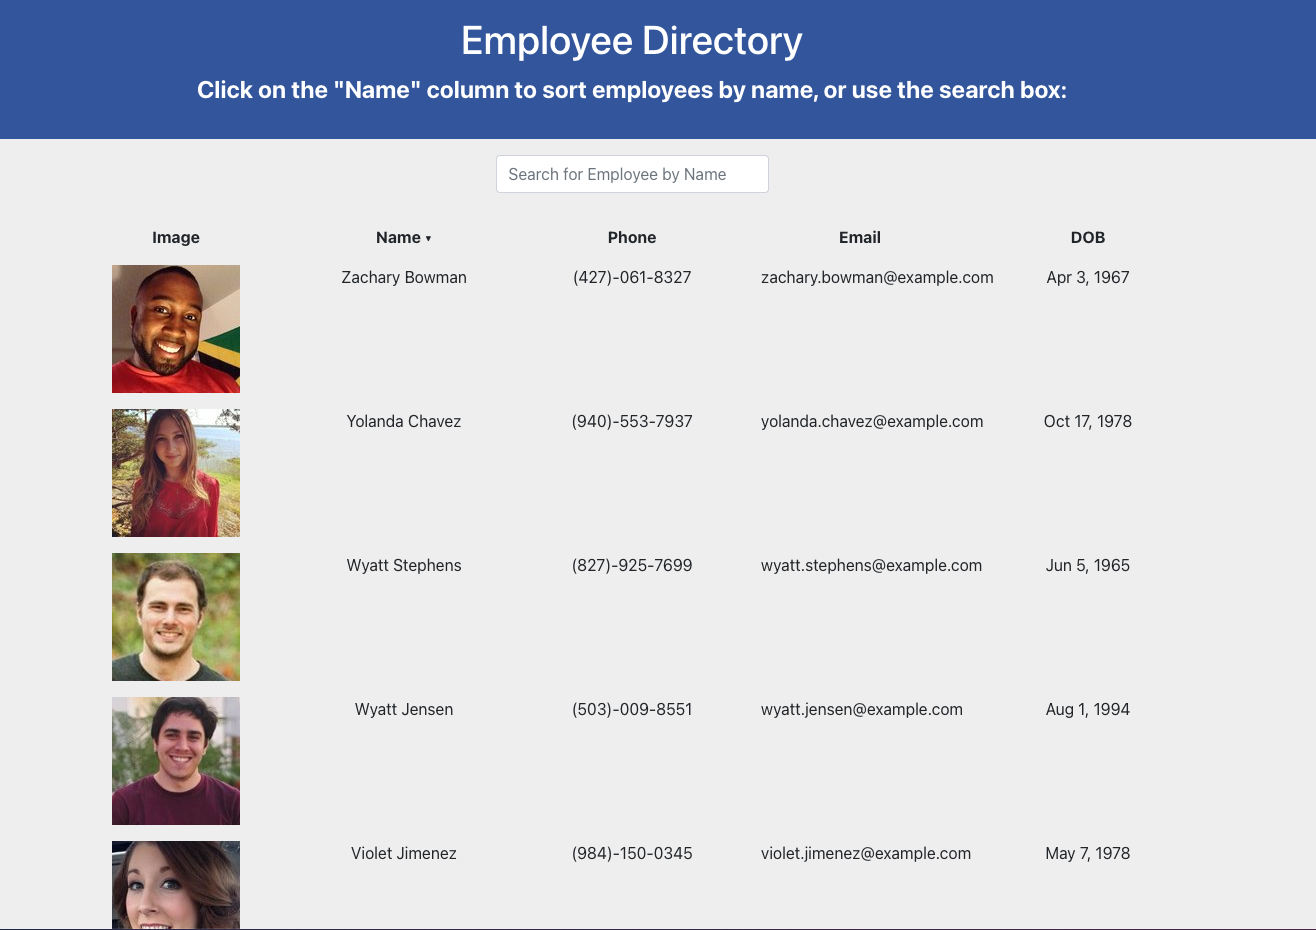 Employee Directory
Click on the "Name" column to sort employees by name, or use the search box:
Search for Employee by Name
Image Name ▾ Phone Email DOB
Zachary Bowman (427)-061-8327 zachary.bowman@example.com Apr 3, 1967
Yolanda Chavez (940)-553-7937 yolanda.chavez@example.com Oct 17, 1978
Wyatt Stephens (827)-925-7699 wyatt.stephens@example.com Jun 5, 1965
Wyatt Jensen (503)-009-8551 wyatt.jensen@example.com Aug 1, 1994
Violet Jimenez (984)-150-0345 violet.jimenez@example.com May 7, 1978